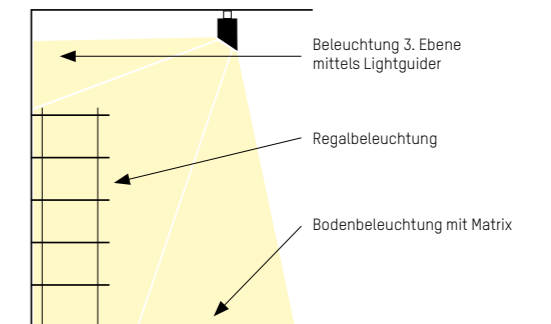 Beleuchtung 3. Ebene
mittels Lightguider
Regalbeleuchtung
Bodenbeleuchtung mit Matrix